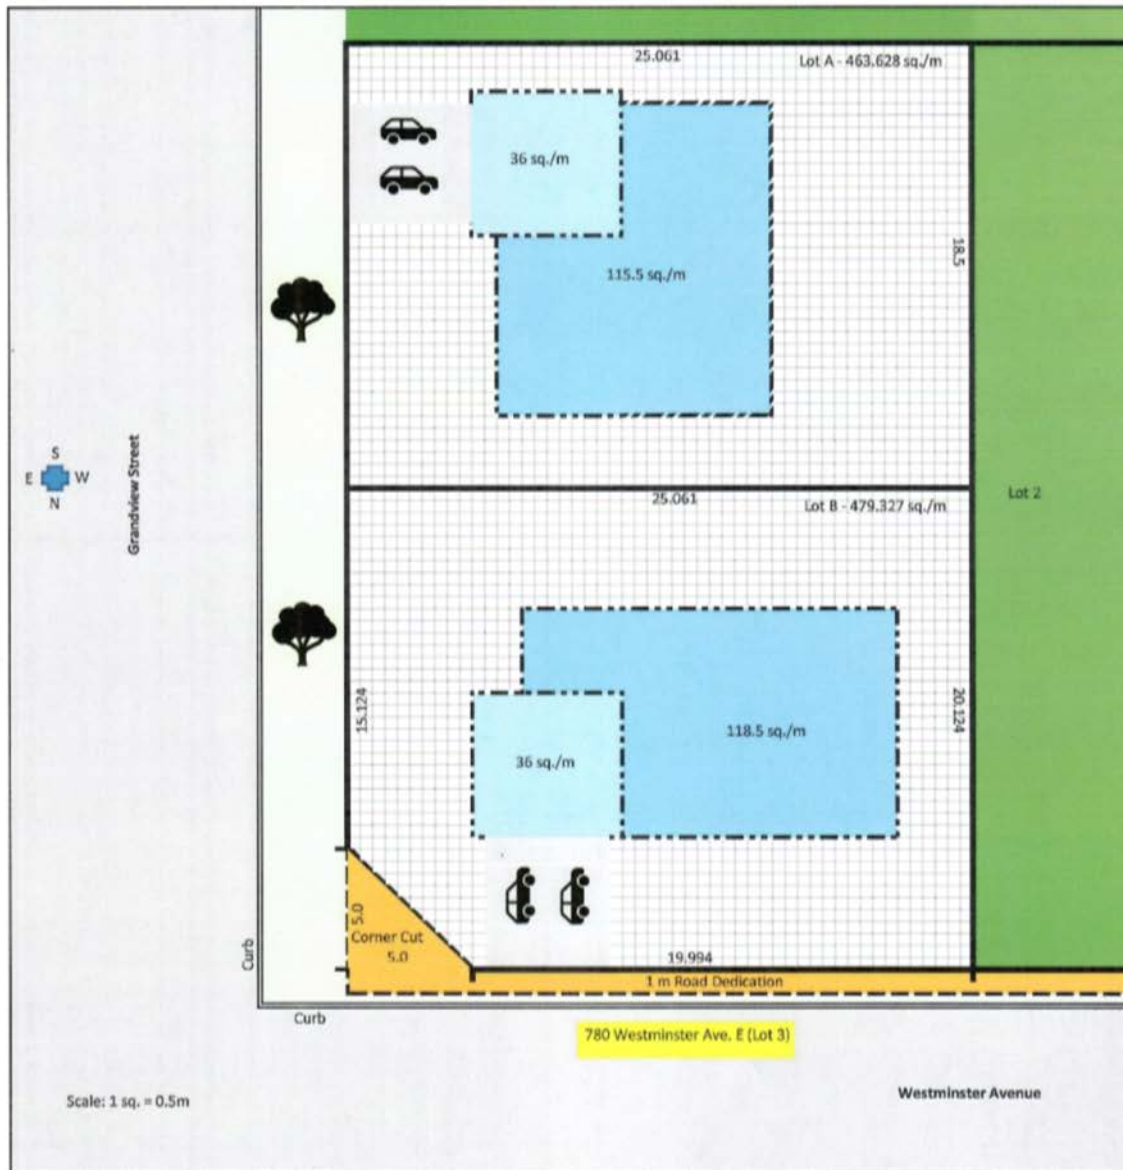 25.061
Lot A - 463.628 sq./m
36 sq./m
115.5 sq./m
18.5
S
E W
N
Grandview Street
25.061
Lot B - 479.327 sq./m
Lot 2
15.124
20.124
118.5 sq./m
36 sq./m
5.0
Corner Cut
5.0
19.994
1 m Road Dedication
Curb
Curb
780 Westminster Ave. E (Lot 3)
Scale: 1 sq. = 0.5m
Westminster Avenue